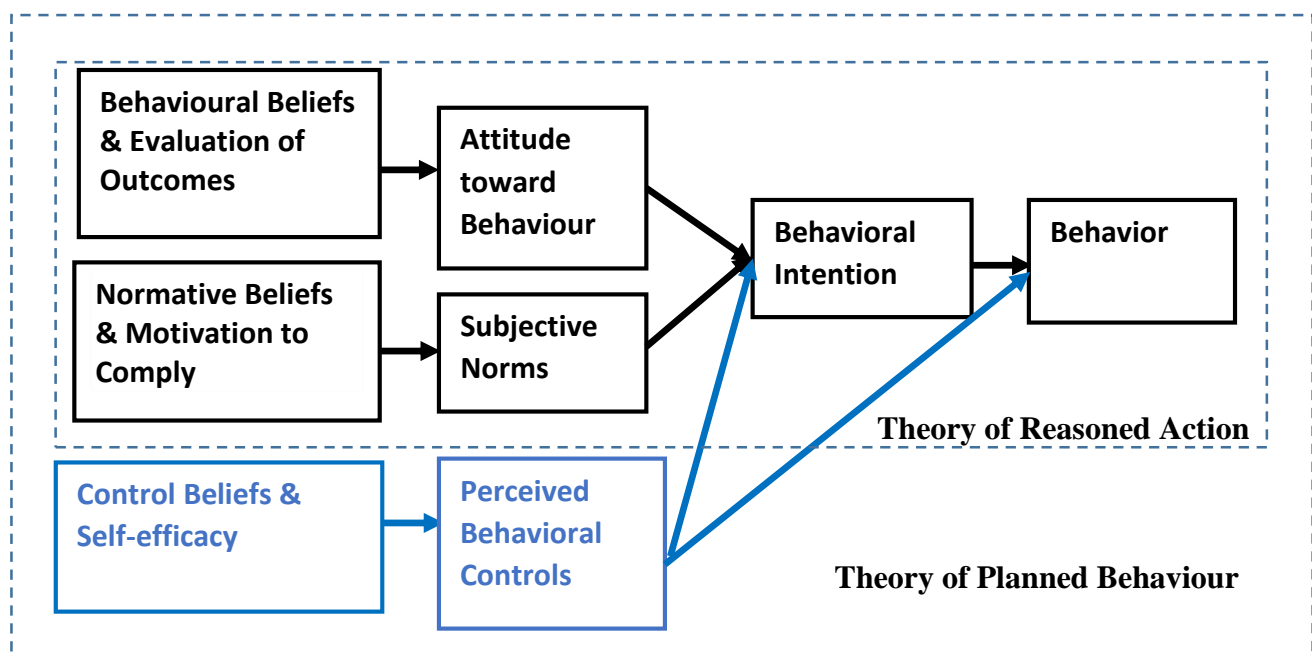 Behavioural Beliefs
& Evaluation of
Outcomes
Attitude
toward
Behaviour
Normative Beliefs
& Motivation to
Comply
Subjective
Norms
Behavioral
Intention
Behavior
Theory of Reasoned Action
Control Beliefs &
Self-efficacy
Perceived
Behavioral
Controls
Theory of Planned Behaviour